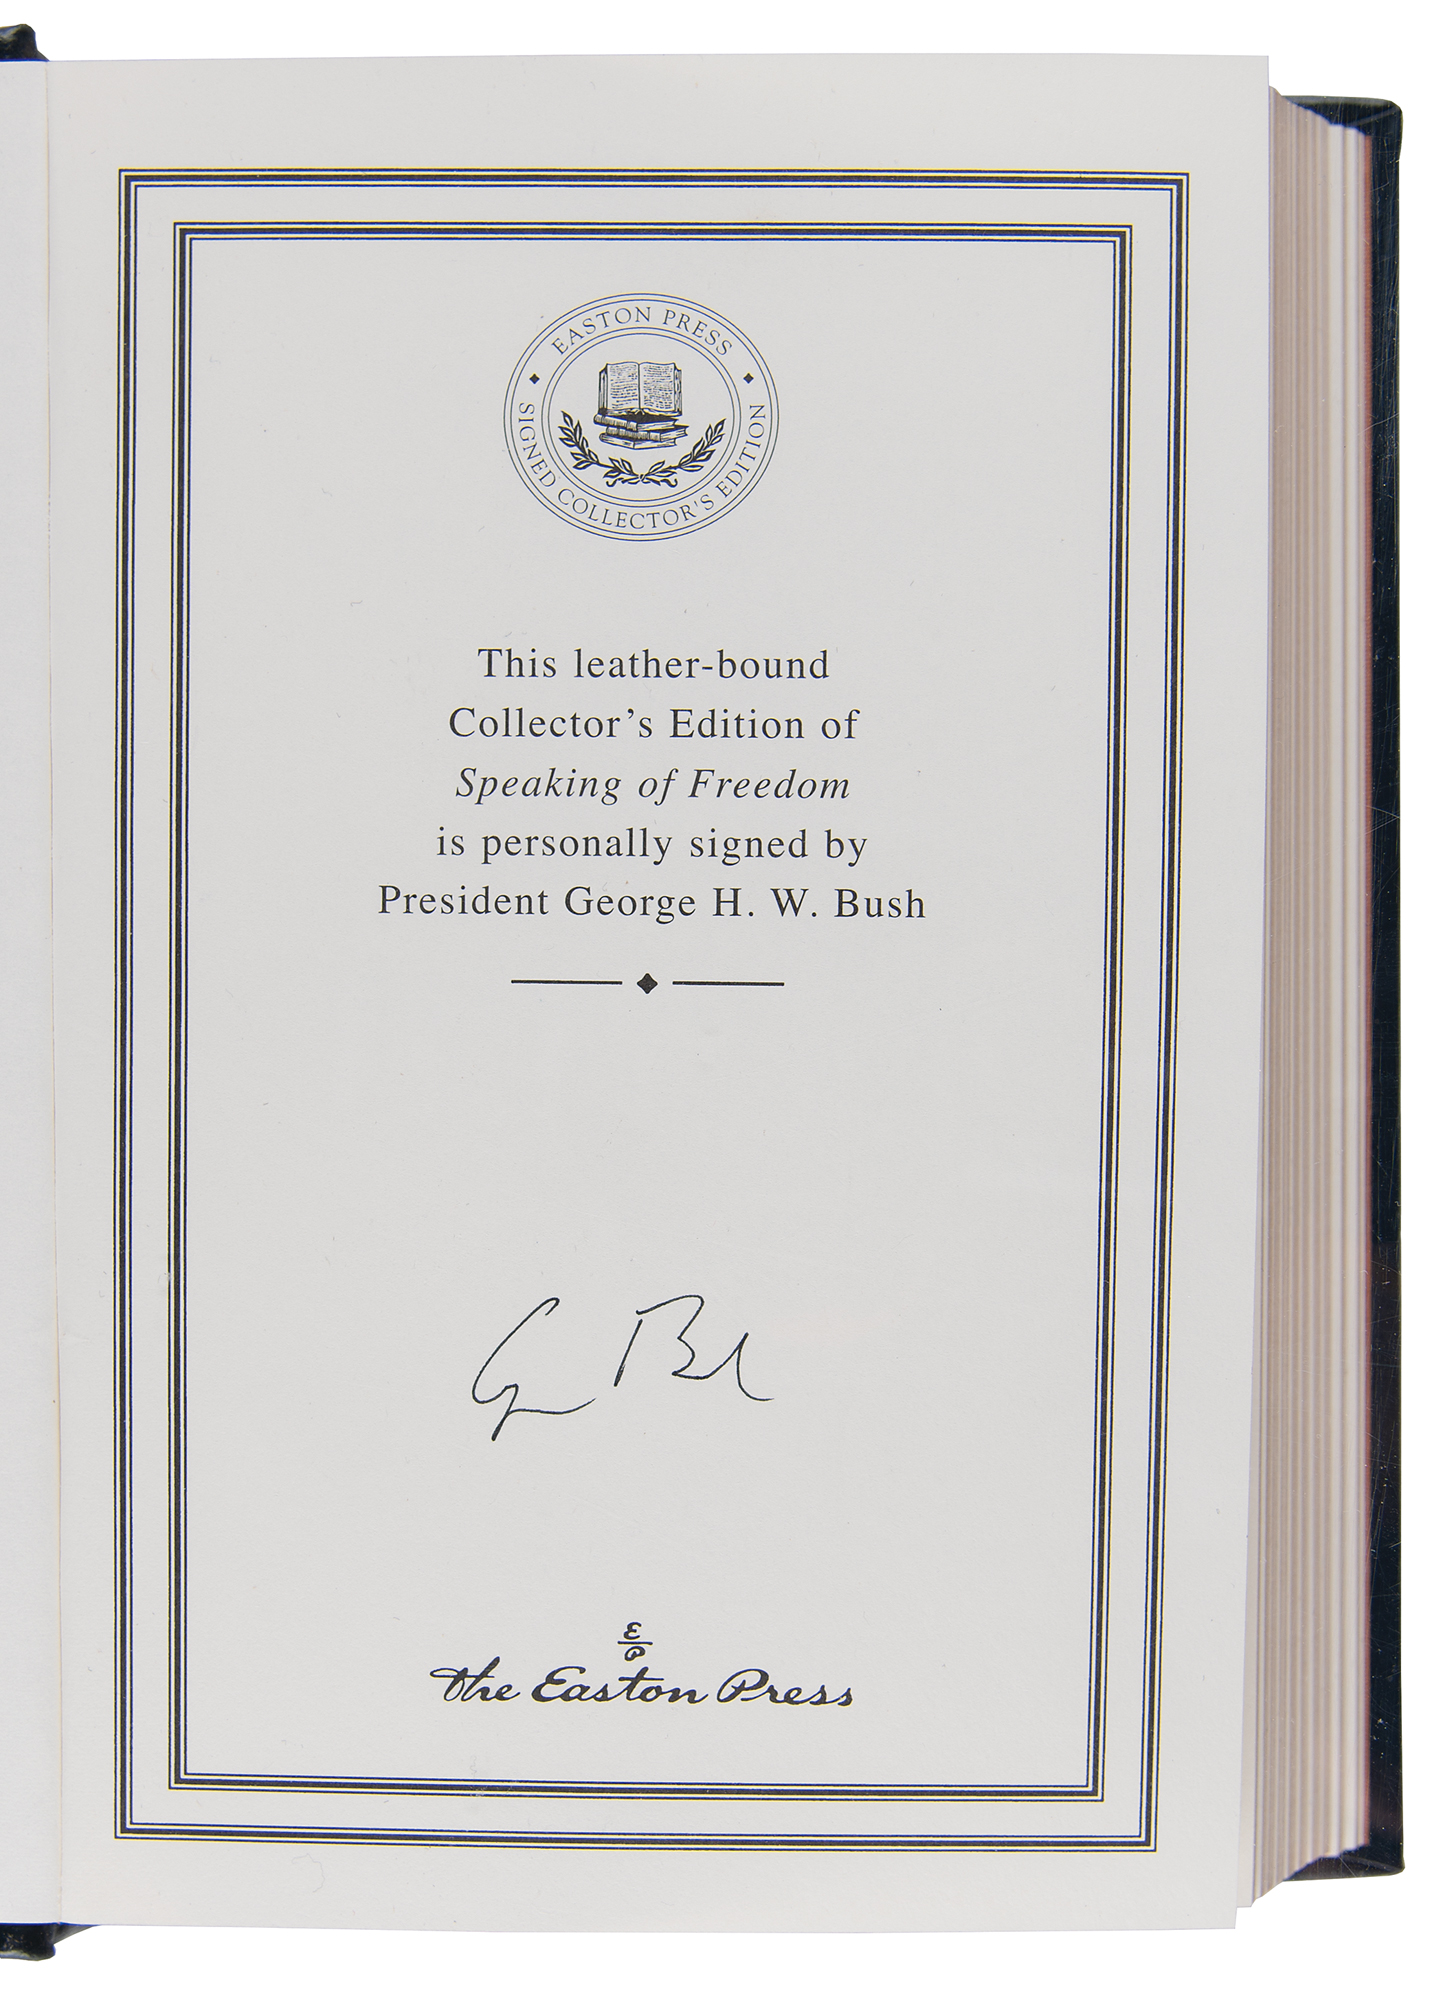 EASTON PRESS
SIGNED COLLECTOR'S EDITION
This leather-bound
Collector’s Edition of
Speaking of Freedom
is personally signed by
President George H. W. Bush
G Bush
E
P
The Easton Press